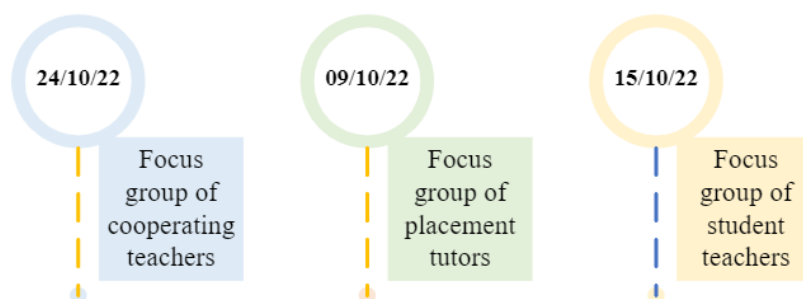 24/10/22
Focus
group of
cooperating
teachers
09/10/22
Focus
group of
placement
tutors
15/10/22
Focus
group of
student
teachers